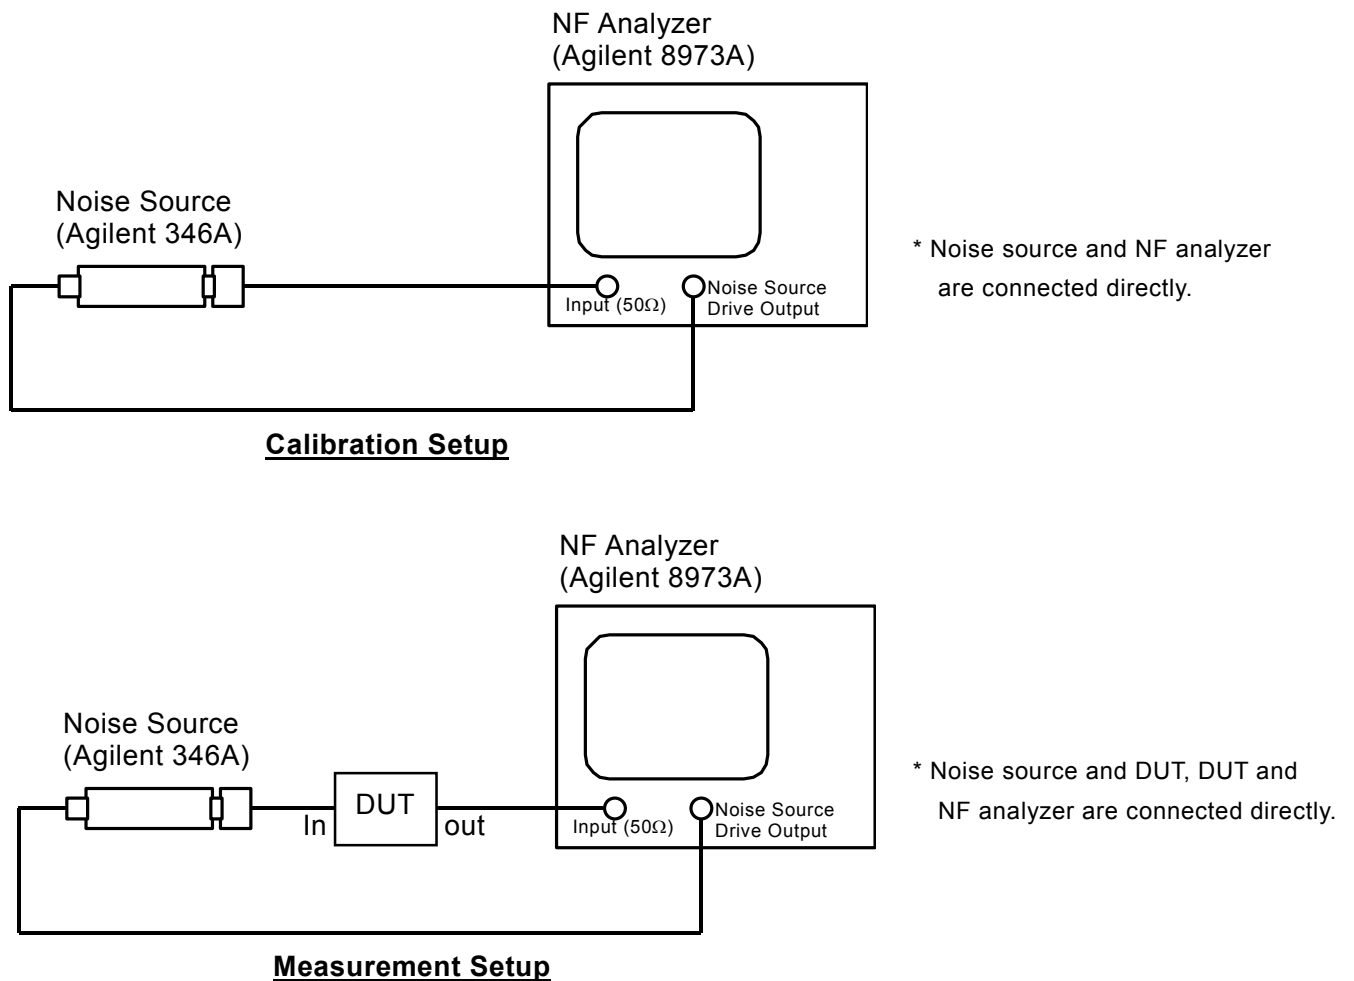 NF Analyzer
(Agilent 8973A)
Noise Source
(Agilent 346A)
Input (50Ω)
Noise Source
Drive Output
* Noise source and NF analyzer
are connected directly.
Calibration Setup
NF Analyzer
(Agilent 8973A)
Noise Source
(Agilent 346A)
In
DUT
out
Input (50Ω)
Noise Source
Drive Output
* Noise source and DUT, DUT and
NF analyzer are connected directly.
Measurement Setup